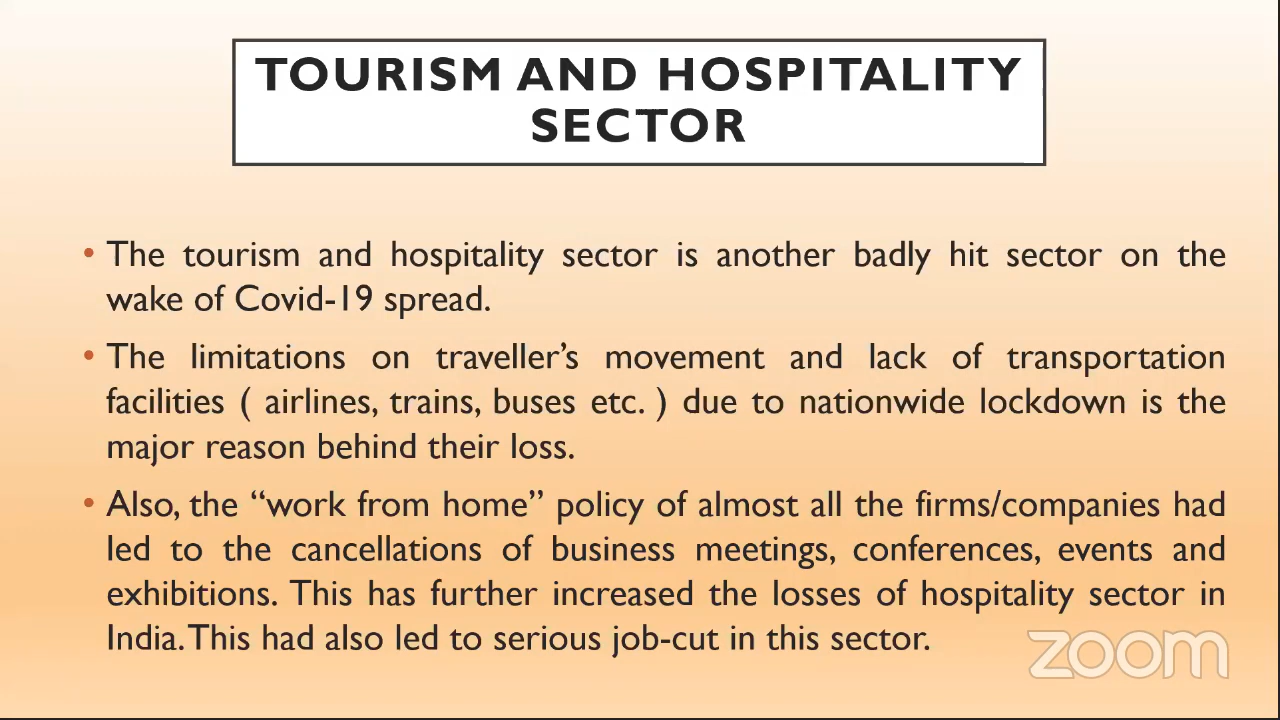 TOURISM AND HOSPITALITY
SECTOR
• The tourism and hospitality sector is another badly hit sector on the
wake of Covid-19 spread.
• The limitations on traveller's movement and lack of transportation
facilities ( airlines, trains, buses etc. ) due to nationwide lockdown is the
major reason behind their loss.
• Also, the “work from home” policy of almost all the firms/companies had
led to the cancellations of business meetings, conferences, events and
exhibitions. This has further increased the losses of hospitality sector in
India. This had also led to serious job-cut in this sector.
zoom